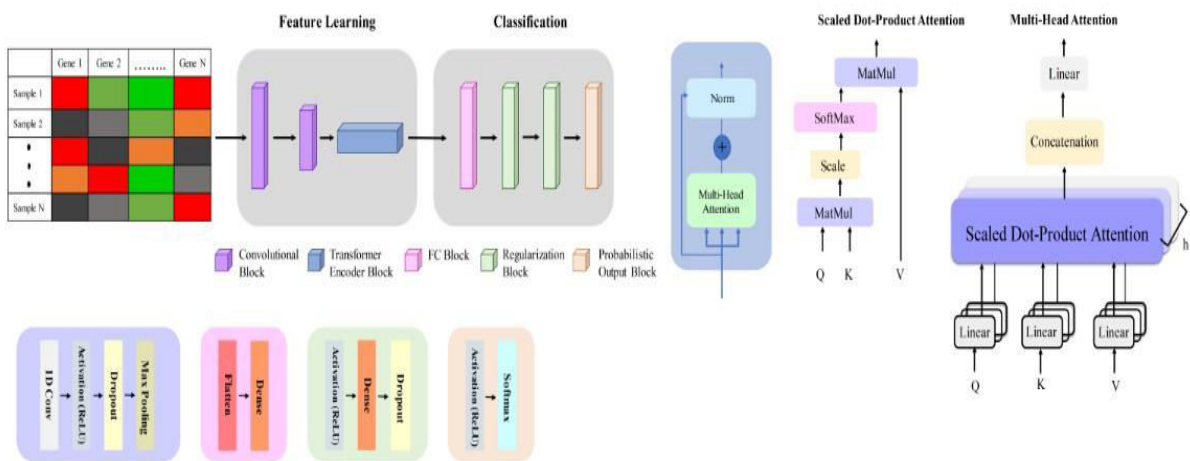 Feature Learning
Classification
Gene 1
Gene 2
........
Gene N
Sample 1
Sample 2
Sample N
Convolutional
Block
Transformer
Encoder Block
FC Block
Regularization
Block
Probabilistic
Output Block
1D Conv
Activation (ReLU)
Dropout
Max Pooling
Flatten
Dense
Activation (ReLU)
Dense
Dropout
Activation (ReLU)
Softmax
Norm
+
Multi-Head
Attention
Scaled Dot-Product Attention
MatMul
SoftMax
Scale
MatMul
Q
K
V
Multi-Head Attention
Linear
Concatenation
Scaled Dot-Product Attention
h
Linear
Linear
Linear
Q
K
V